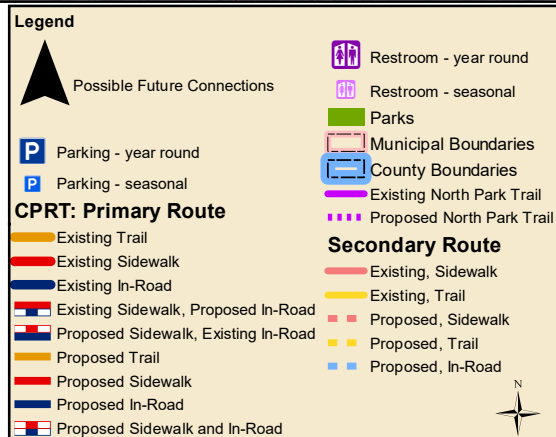 Legend
Possible Future Connections
P Parking - year round
P Parking - seasonal
CPRT: Primary Route
Existing Trail
Existing Sidewalk
Existing In-Road
Existing Sidewalk, Proposed In-Road
Proposed Sidewalk, Existing In-Road
Proposed Trail
Proposed Sidewalk
Proposed In-Road
Proposed Sidewalk and In-Road
Restroom - year round
Restroom - seasonal
Parks
Municipal Boundaries
County Boundaries
Existing North Park Trail
Proposed North Park Trail
Secondary Route
Existing, Sidewalk
Existing, Trail
Proposed, Sidewalk
Proposed, Trail
Proposed, In-Road
N